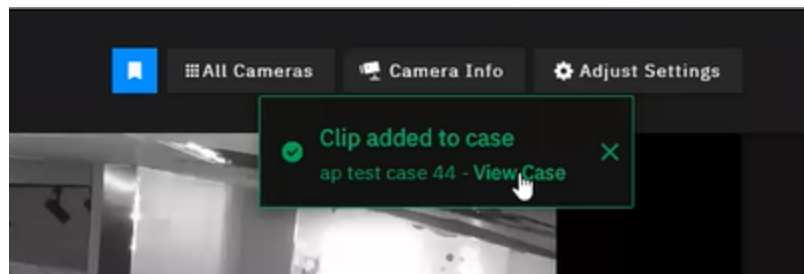 All Cameras
Camera Info
Adjust Settings
Clip added to case
ap test case 44 - View Case